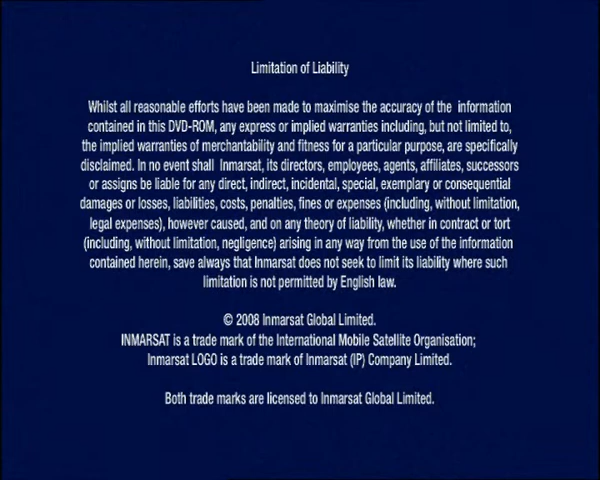 Limitation of Liability
Whilst all reasonable efforts have been made to maximise the accuracy of the information
contained in this DVD-ROM, any express or implied warranties including, but not limited to,
the implied warranties of merchantability and fitness for a particular purpose, are specifically
disclaimed. In no event shall Inmarsat, its directors, employees, agents, affiliates, successors
or assigns be liable for any direct, indirect, incidental, special, exemplary or consequential
damages or losses, liabilities, costs, penalties, fines or expenses (including, without limitation,
legal expenses), however caused, and on any theory of liability, whether in contract or tort
(including, without limitation, negligence) arising in any way from the use of the information
contained herein, save always that Inmarsat does not seek to limit its liability where such
limitation is not permitted by English law.
© 2008 Inmarsat Global Limited.
INMARSAT is a trade mark of the International Mobile Satellite Organisation;
Inmarsat LOGO is a trade mark of Inmarsat (IP) Company Limited.
Both trade marks are licensed to Inmarsat Global Limited.